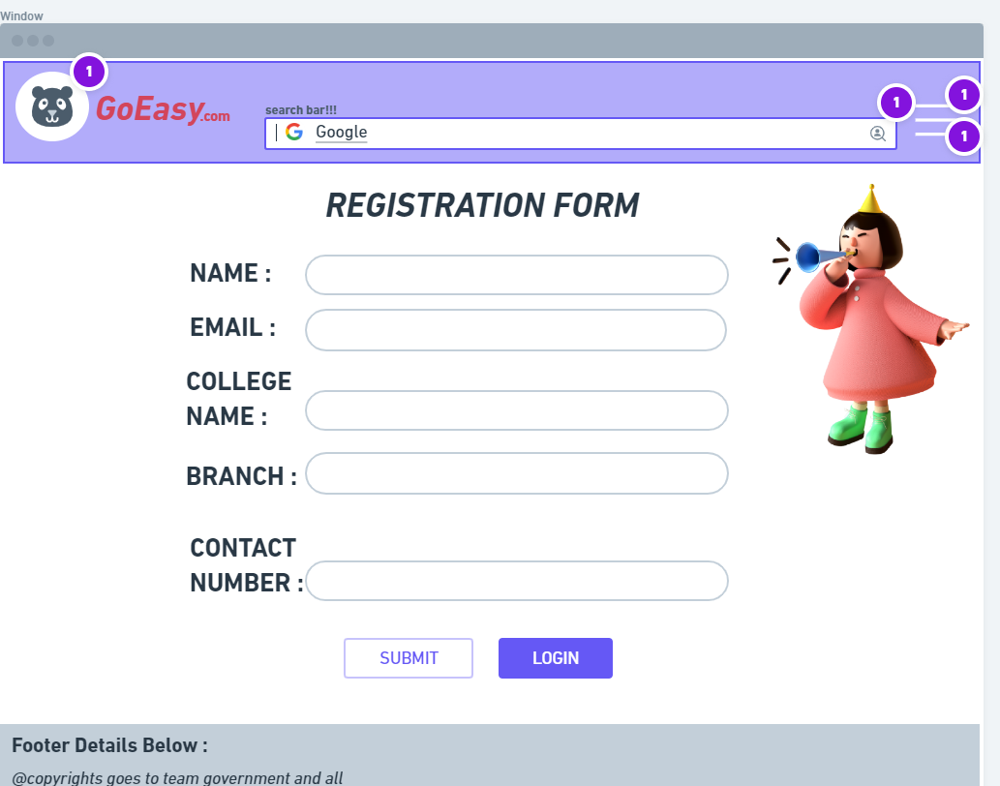 Window
1
GoEasy.com
search bar!!!
1
1
Google
1
REGISTRATION FORM
NAME :
EMAIL :
COLLEGE
NAME :
BRANCH :
CONTACT
NUMBER :
SUBMIT
LOGIN
Footer Details Below :
@copyrights goes to team government and all